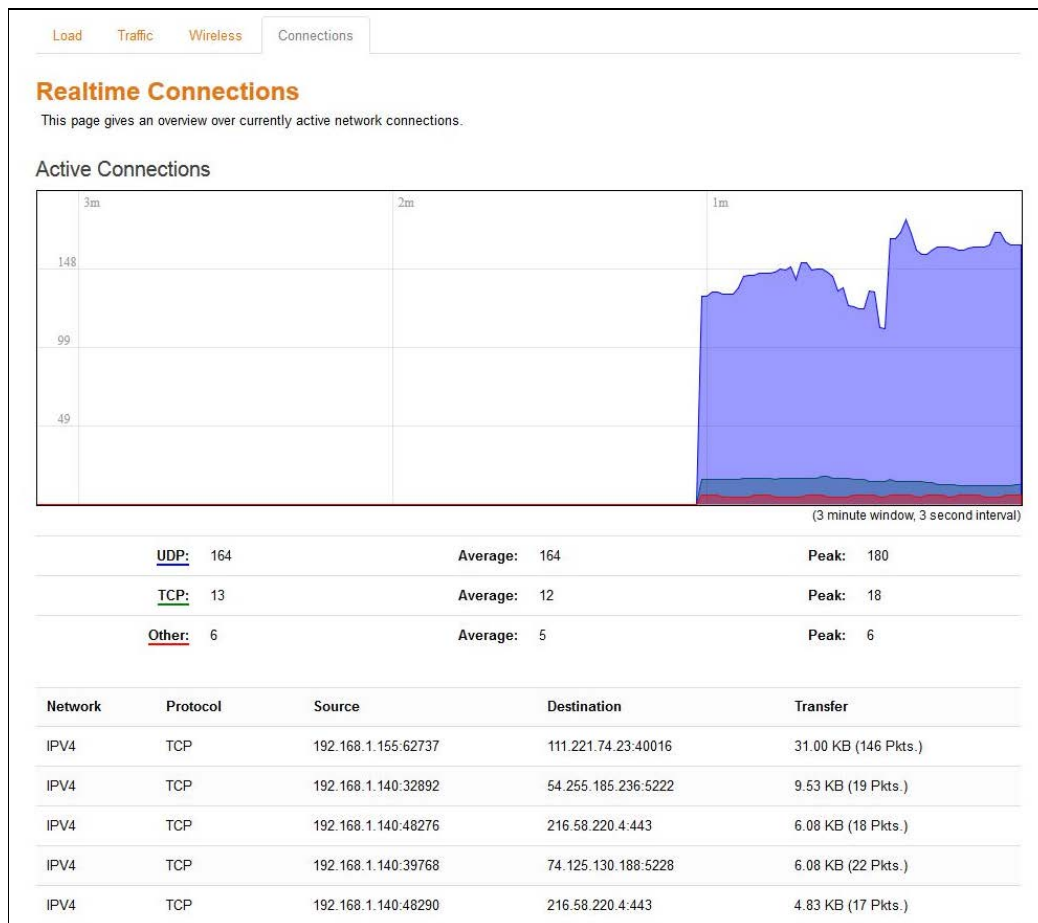 Load Traffic Wireless Connections
Realtime Connections
This page gives an overview over currently active network connections.
Active Connections
3m 2m 1m
148
99
49
(3 minute window, 3 second interval)
UDP: 164 Average: 164 Peak: 180
TCP: 13 Average: 12 Peak: 18
Other: 6 Average: 5 Peak: 6
Network Protocol Source Destination Transfer
IPV4 TCP 192.168.1.155:62737 111.221.74.23:40016 31.00 KB (146 Pkts.)
IPV4 TCP 192.168.1.140:32892 54.255.185.236:5222 9.53 KB (19 Pkts.)
IPV4 TCP 192.168.1.140:48276 216.58.220.4:443 6.08 KB (18 Pkts.)
IPV4 TCP 192.168.1.140:39768 74.125.130.188:5228 6.08 KB (22 Pkts.)
IPV4 TCP 192.168.1.140:48290 216.58.220.4:443 4.83 KB (17 Pkts.)